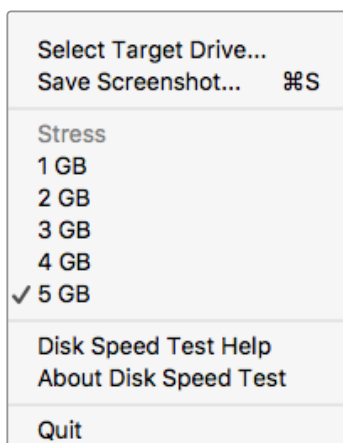 Select Target Drive...
Save Screenshot... ⌘S
Stress
1 GB
2 GB
3 GB
4 GB
✓ 5 GB
Disk Speed Test Help
About Disk Speed Test
Quit